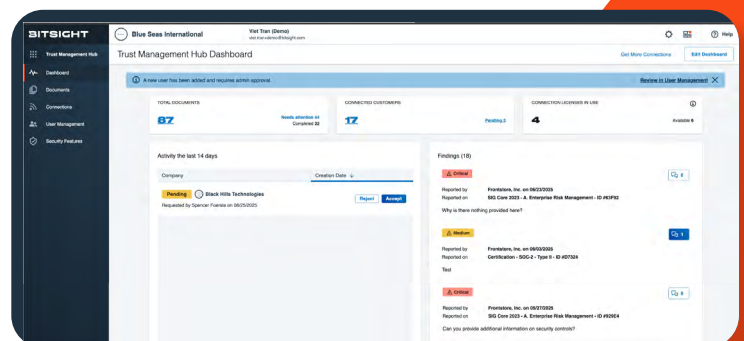 BITSIGHT
Blue Seas International
Viet Tran (Demo)
Help
Trust Management Hub
Trust Management Hub Dashboard
Get More Connections
Edit Dashboard
Dashboard
Documents
Connections
User Management
Security Features
A new user has been added and requires admin approval
Review in User Management
TOTAL DOCUMENTS
87
Needs attention 44
Completed 32
CONNECTED CUSTOMERS
17
Pending 5
CONNECTION LICENSES IN USE
4
Available 6
Activity the last 14 days
Company
Creation Date ↓
Pending
Black Hills Technologies
Requested by Spencer Foerste on 06/25/2025
Reject
Accept
Findings (18)
Critical
0
Reported by Frontstore, Inc. on 06/23/2025
Reported on SIG Core 2023 - A. Enterprise Risk Management - ID #63F92
Why is there nothing provided here?
Medium
1
Reported by Frontstore, Inc. on 06/03/2025
Reported on Certification - SOC-2 - Type II - ID #D7324
Test
Critical
Reported by Frontstore, Inc. on 05/27/2025
Reported on SIG Core 2023 - A. Enterprise Risk Management - ID #929E4
Can you provide additional information on security controls?